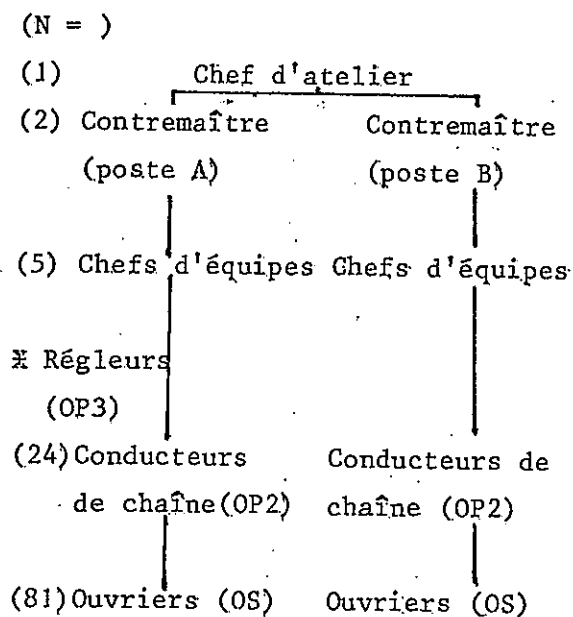 (N = )
(1) Chef d'atelier
(2) Contremaître Contremaître
(poste A) (poste B)
(5) Chefs d'équipes Chefs d'équipes
Ж Régleurs
(OP3)
(24) Conducteurs Conducteurs de
de chaîne (OP2) chaîne (OP2)
(81) Ouvriers (OS) Ouvriers (OS)